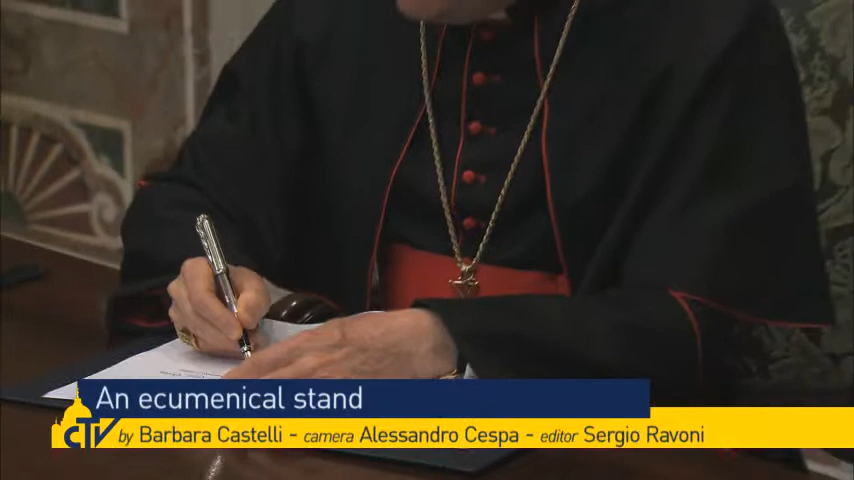 An ecumenical stand
CTV
by Barbara Castelli - camera Alessandro Cespa - editor Sergio Ravoni